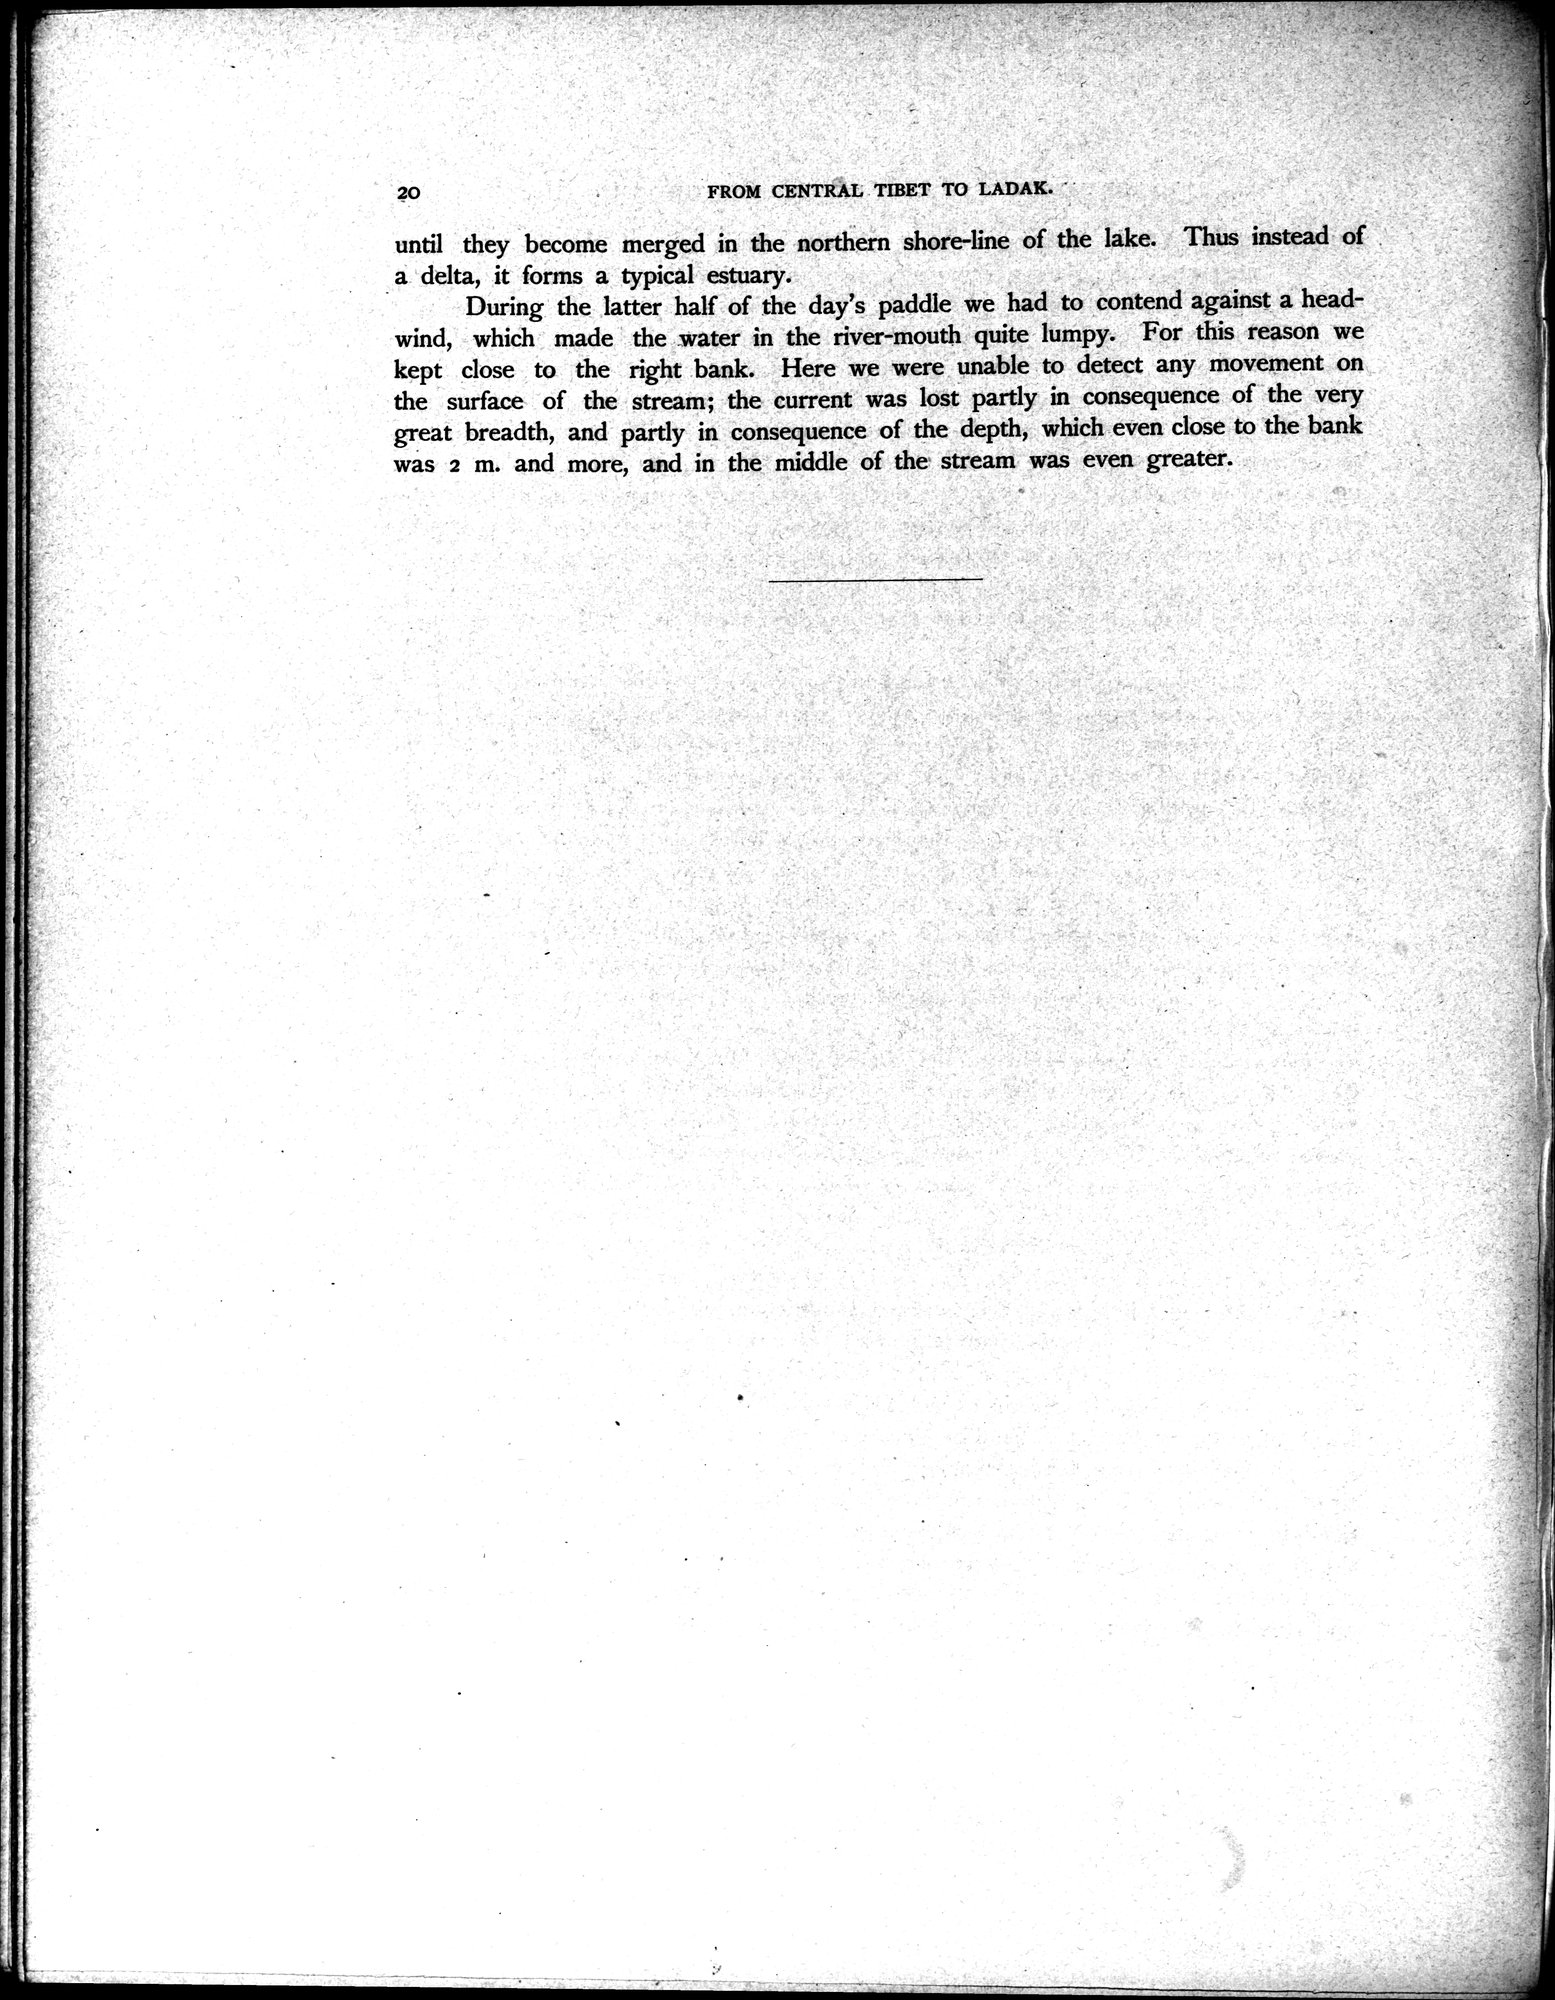 20 FROM CENTRAL TIBET TO LADAK.
until they become merged in the northern shore-line of the lake. Thus instead of
a delta, it forms a typical estuary.
During the latter half of the day's paddle we had to contend against a head-
wind, which made the water in the river-mouth quite lumpy. For this reason we
kept close to the right bank. Here we were unable to detect any movement on
the surface of the stream; the current was lost partly in consequence of the very
great breadth, and partly in consequence of the depth, which even close to the bank
was 2 m. and more, and in the middle of the stream was even greater.